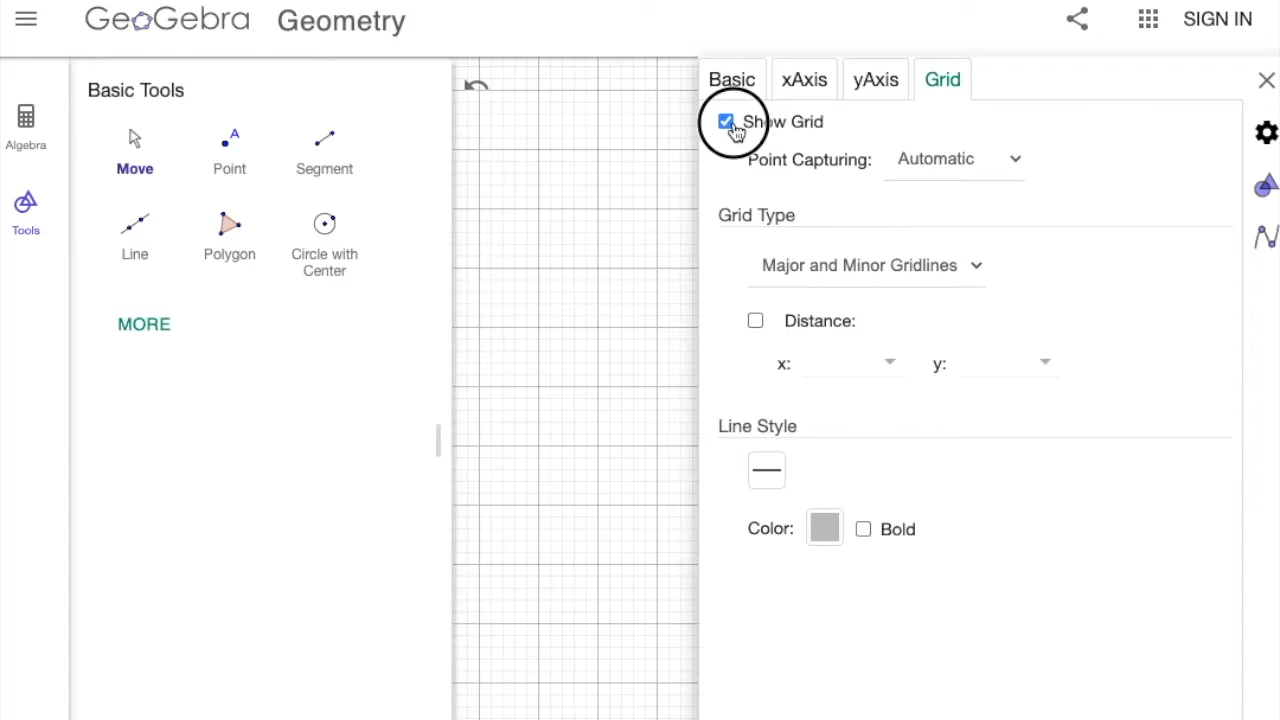 GeoGebra Geometry
SIGN IN
Basic Tools
Algebra
Tools
Move
A
Point
Segment
Line
Polygon
Circle with
Center
MORE
Basic
xAxis
yAxis
Grid
Show Grid
Point Capturing: Automatic
Grid Type
Major and Minor Gridlines
Distance:
x:
y:
Line Style
Color:
Bold